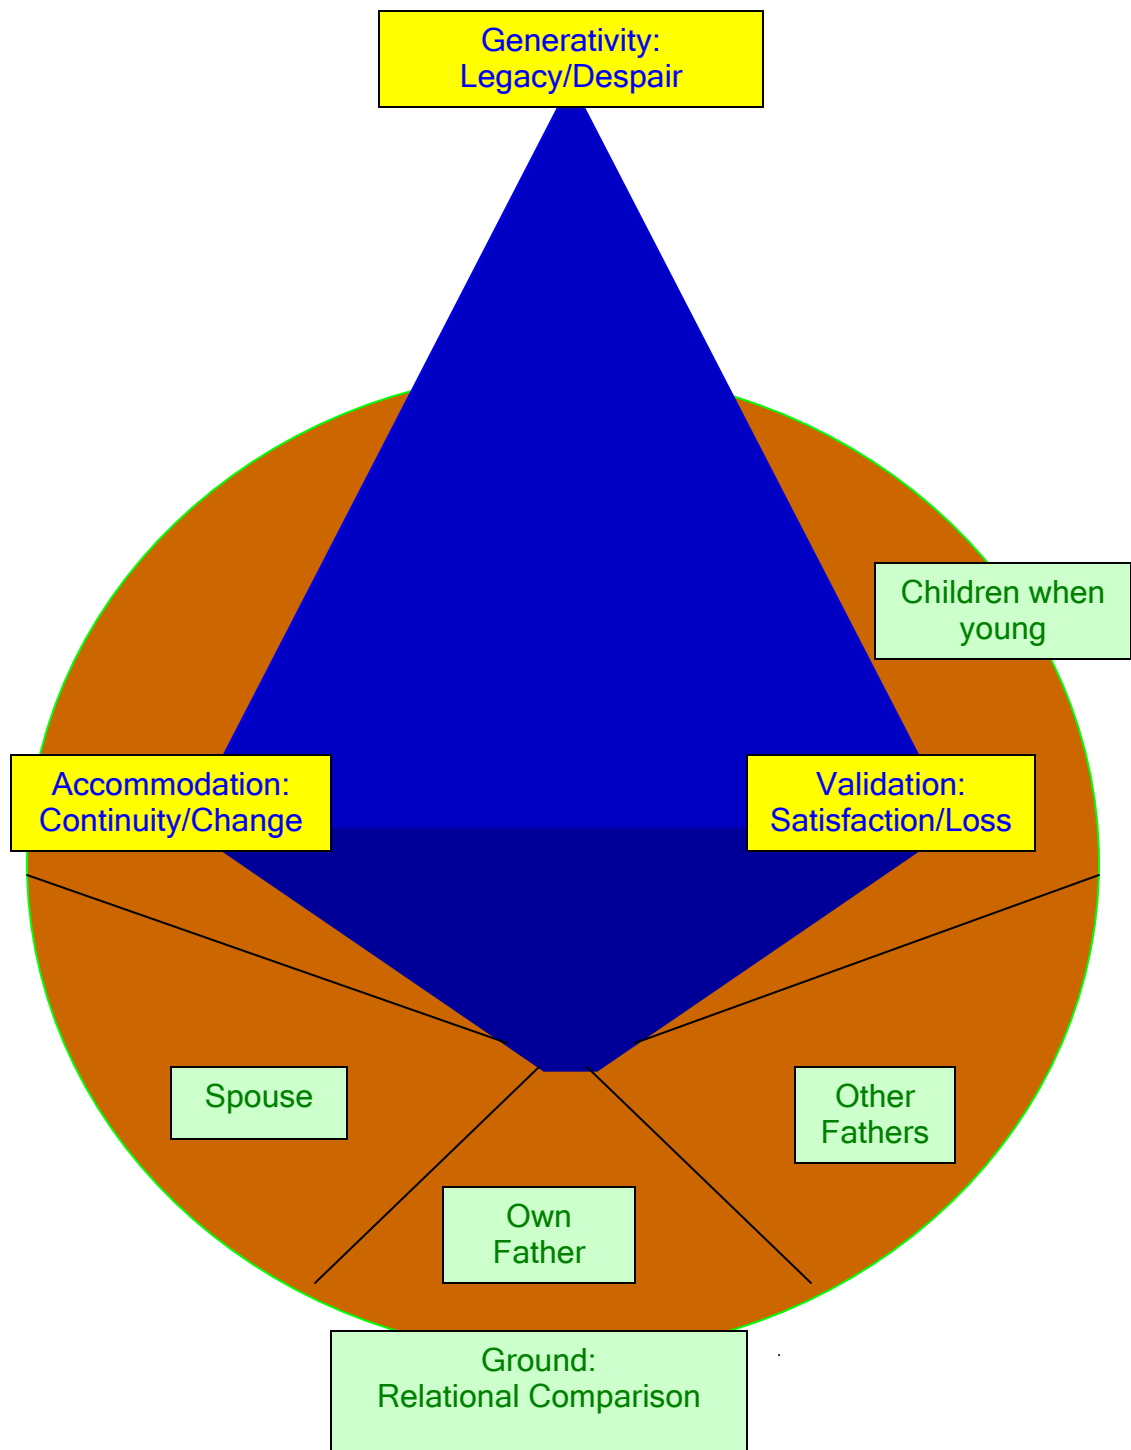 Generativity:
Legacy/Despair
Children when
young
Accommodation:
Continuity/Change
Validation:
Satisfaction/Loss
Spouse
Other
Fathers
Own
Father
Ground:
Relational Comparison